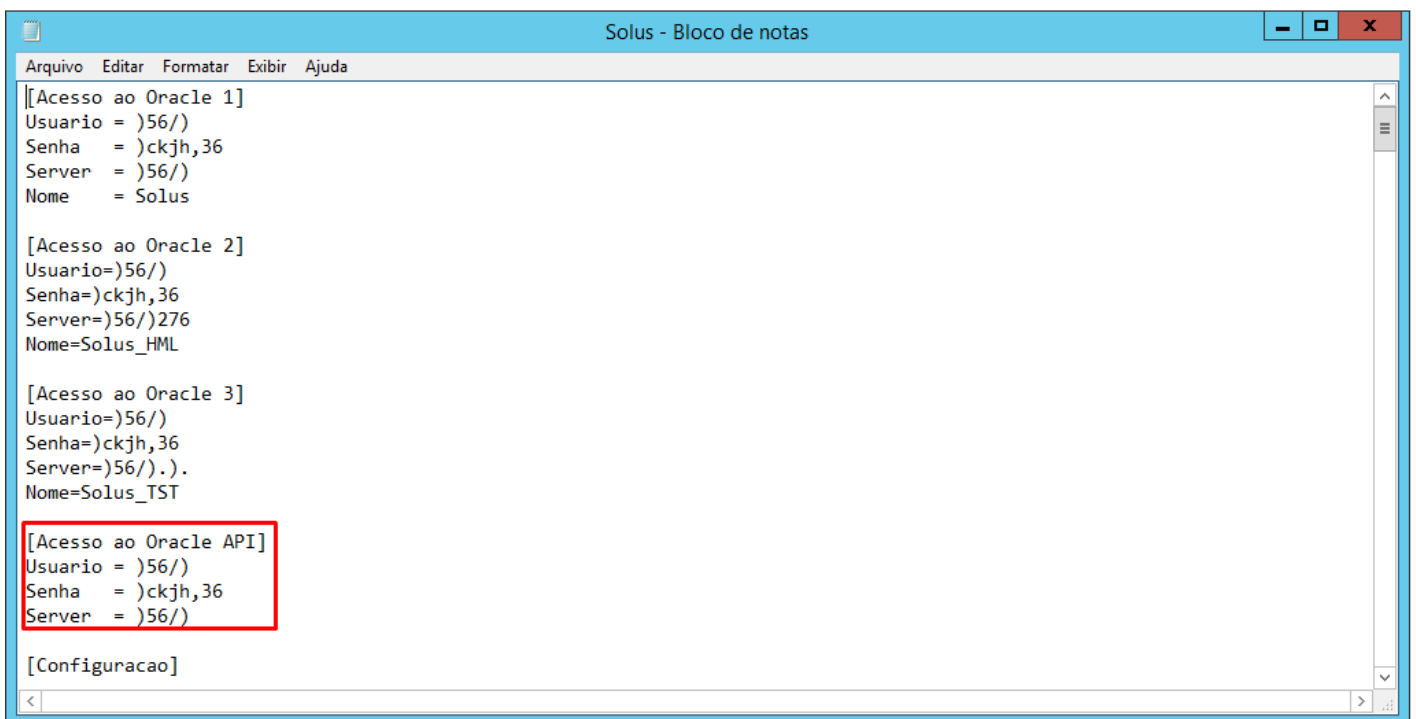 Solus - Bloco de notas
Arquivo Editar Formatar Exibir Ajuda
[Acesso ao Oracle 1]
Usuario = )56/)
Senha   = )ckjh,36
Server  = )56/)
Nome    = Solus

[Acesso ao Oracle 2]
Usuario=)56/)
Senha=)ckjh,36
Server=)56/)276
Nome=Solus_HML

[Acesso ao Oracle 3]
Usuario=)56/)
Senha=)ckjh,36
Server=)56/).).
Nome=Solus_TST

[Acesso ao Oracle API]
Usuario = )56/)
Senha   = )ckjh,36
Server  = )56/)

[Configuracao]